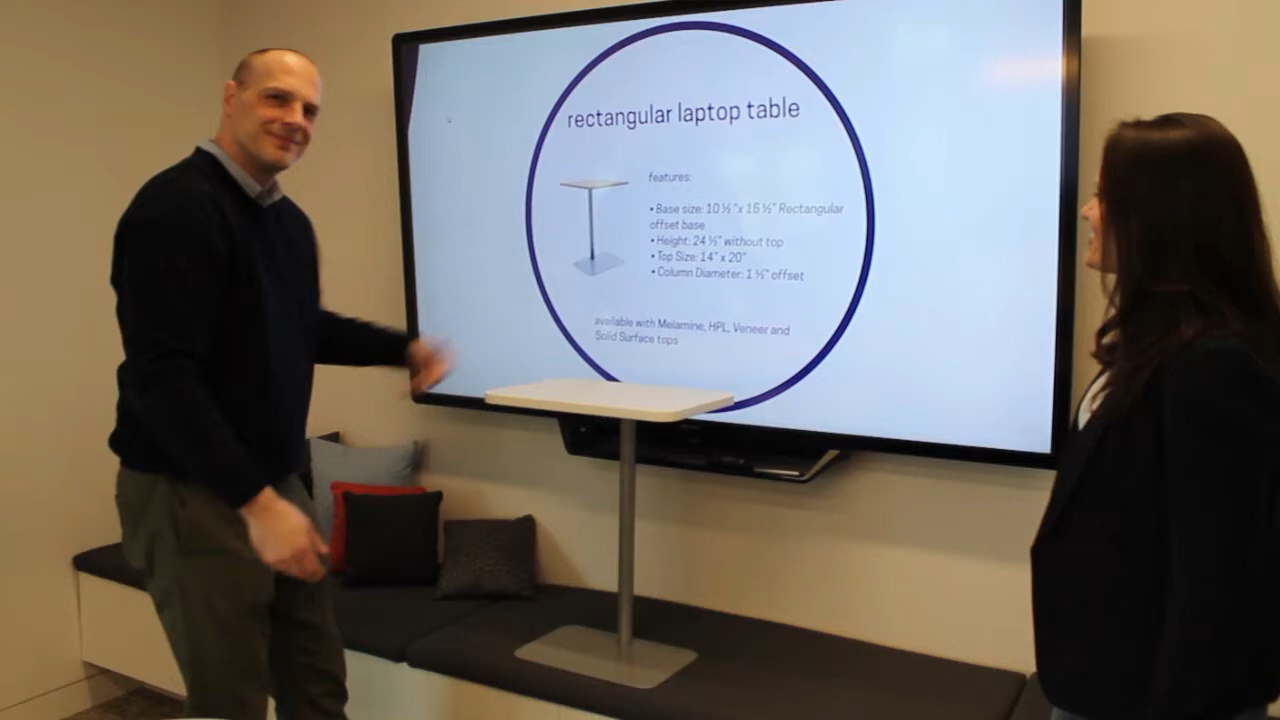 rectangular laptop table
features:
• Base size: 10 ½ "x 15 ½" Rectangular
offset base
• Height: 24 ½" without top
• Top Size: 14" x 20"
• Column Diameter: 1 ½" offset
available with Melamine, HPL, Veneer and
Solid Surface tops